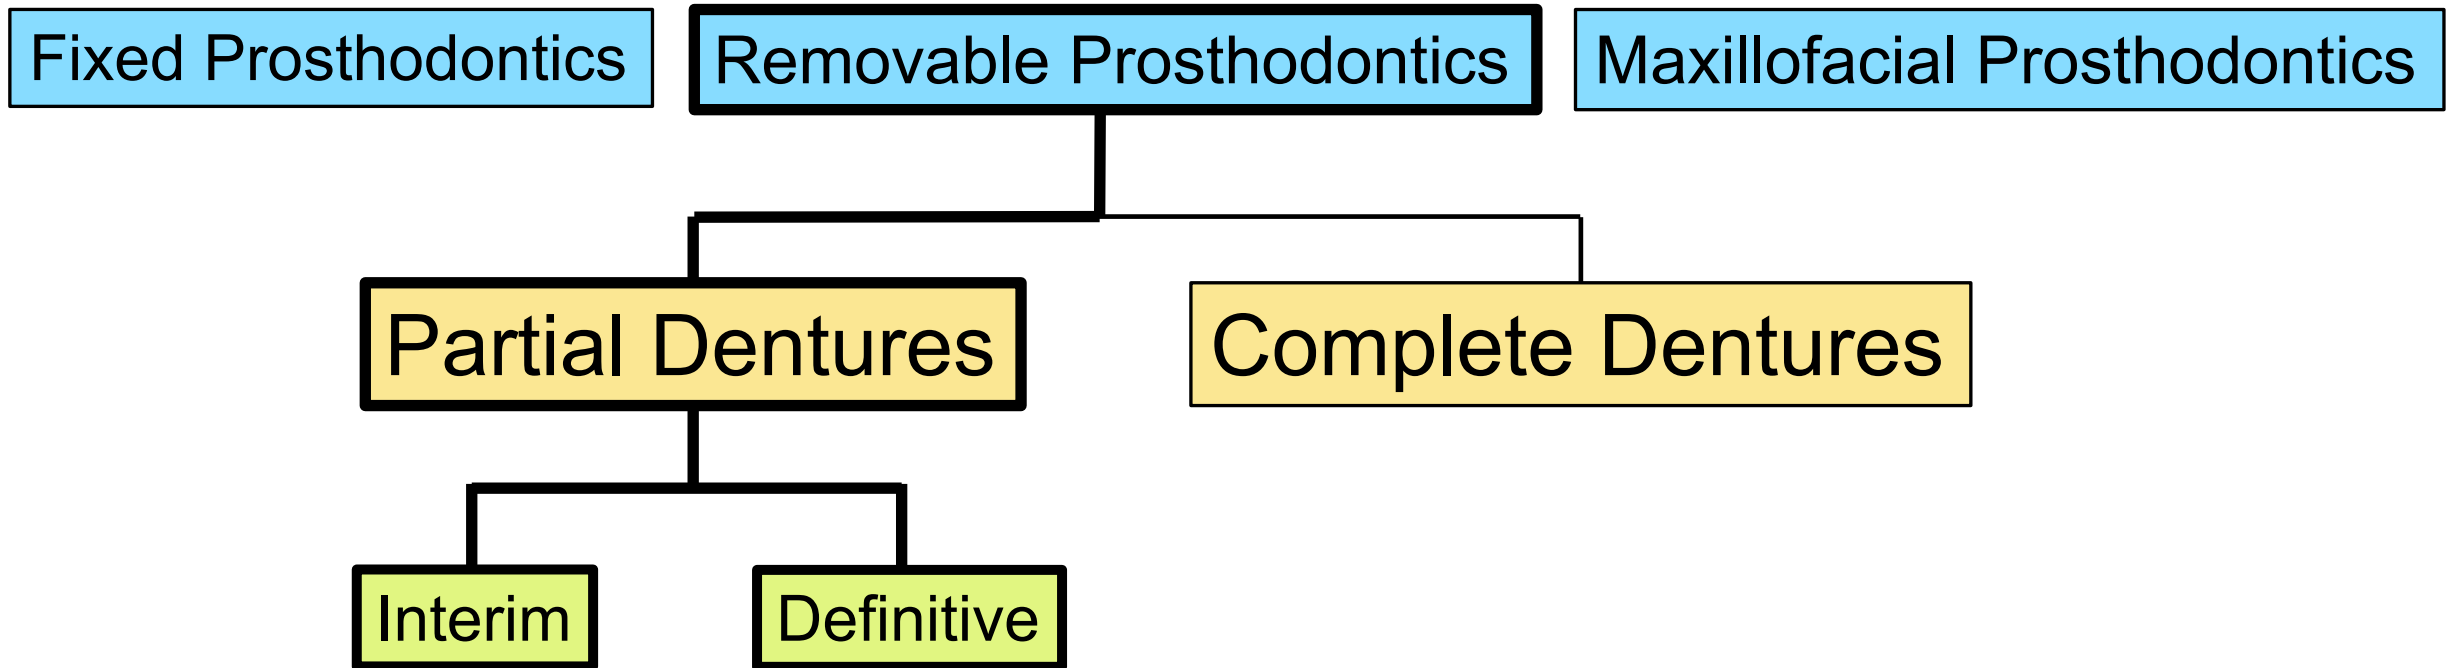 Fixed Prosthodontics
Removable Prosthodontics
Maxillofacial Prosthodontics
Partial Dentures
Complete Dentures
Interim
Definitive